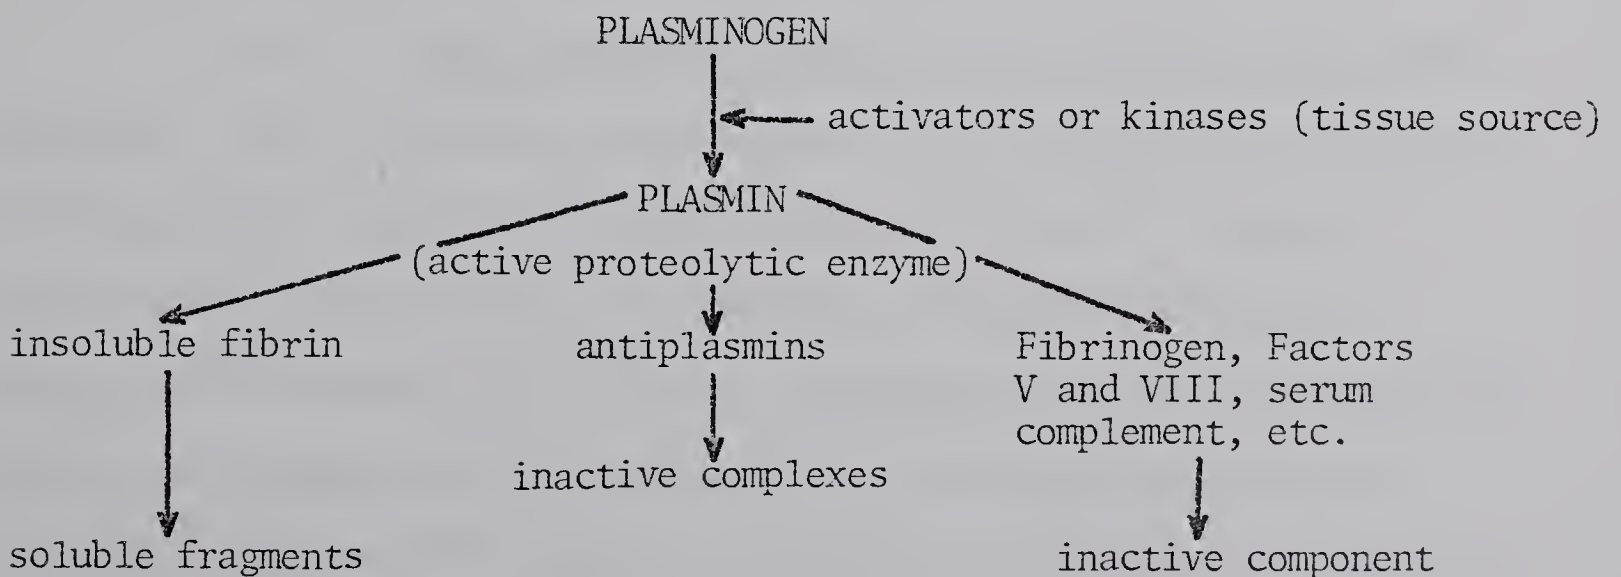 PLASMINOGEN
activators or kinases (tissue source)
PLASMIN
(active proteolytic enzyme)
insoluble fibrin
antiplasmins
Fibrinogen, Factors
V and VIII, serum
complement, etc.
inactive complexes
soluble fragments
inactive component